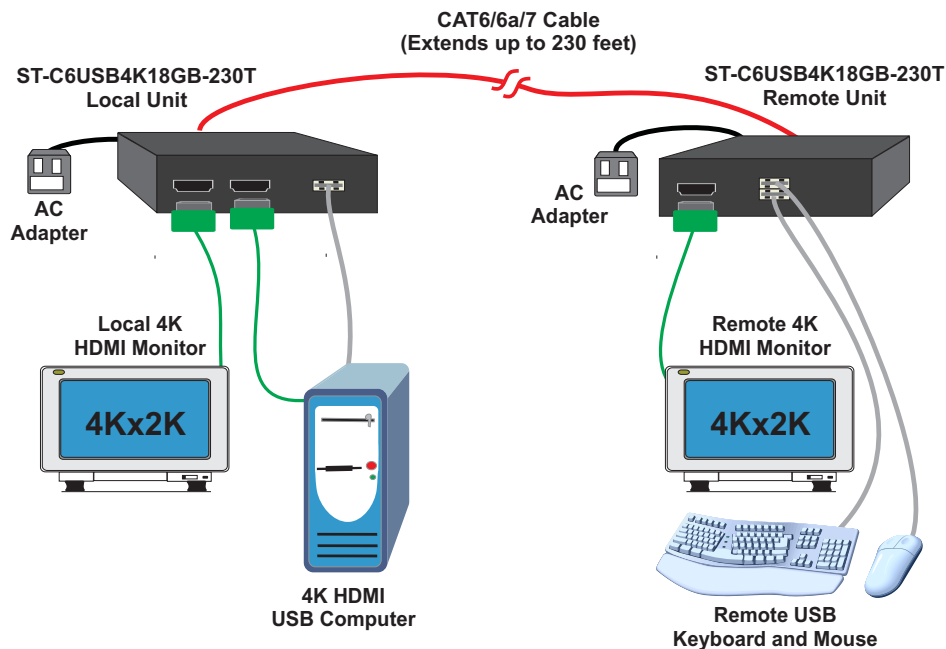 CAT6/6a/7 Cable
(Extends up to 230 feet)
ST-C6USB4K18GB-230T
Local Unit
ST-C6USB4K18GB-230T
Remote Unit
AC
Adapter
AC
Adapter
Local 4K
HDMI Monitor
Remote 4K
HDMI Monitor
4Kx2K
4Kx2K
4K HDMI
USB Computer
Remote USB
Keyboard and Mouse